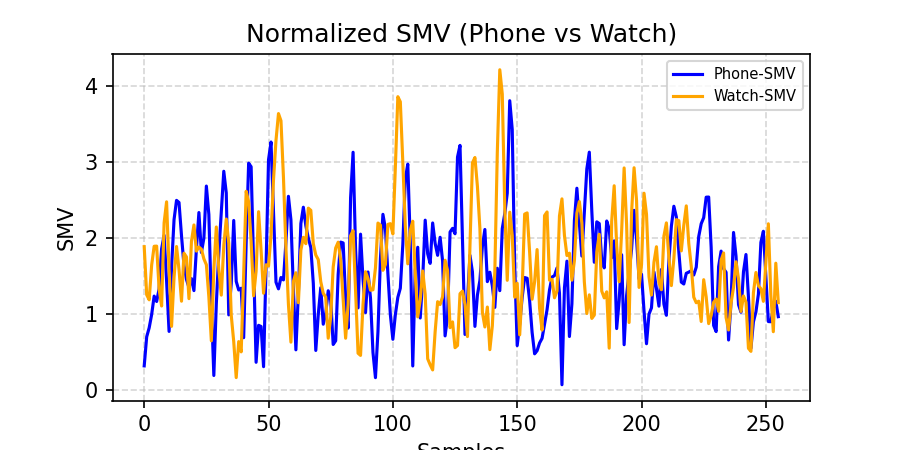 Normalized SMV (Phone vs Watch)
Phone-SMV
Watch-SMV
SMV
4
3
2
1
0
0 50 100 150 200 250
Samples